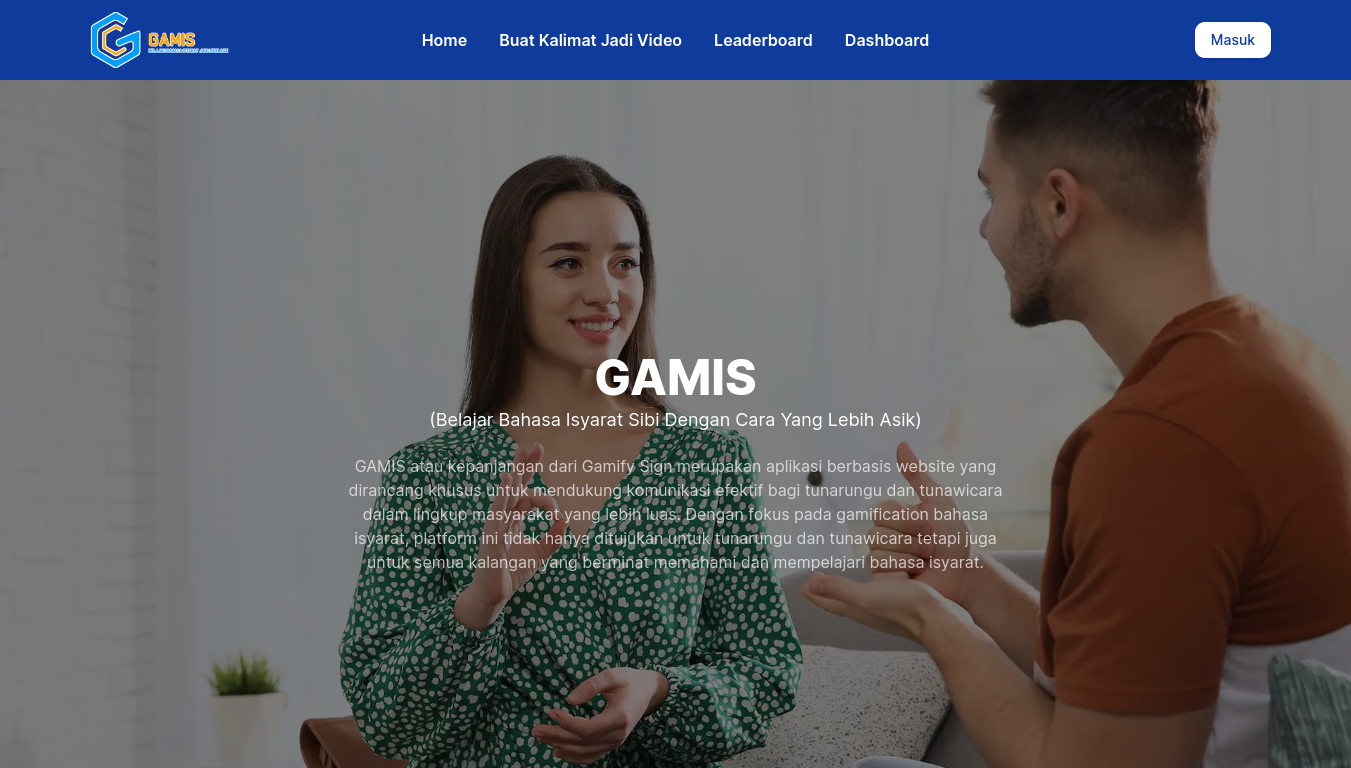 GAMIS
Home
Buat Kalimat Jadi Video
Leaderboard
Dashboard
Masuk
GAMIS
(Belajar Bahasa Isyarat Sibi Dengan Cara Yang Lebih Asik)
GAMIS atau kepanjangan dari Gamify Sign merupakan aplikasi berbasis website yang
dirancang khusus untuk mendukung komunikasi efektif bagi tunarungu dan tunawicara
dalam lingkup masyarakat yang lebih luas. Dengan fokus pada gamification bahasa
isyarat, platform ini tidak hanya ditujukan untuk tunarungu dan tunawicara tetapi juga
untuk semua kalangan yang berminat memahami dan mempelajari bahasa isyarat.